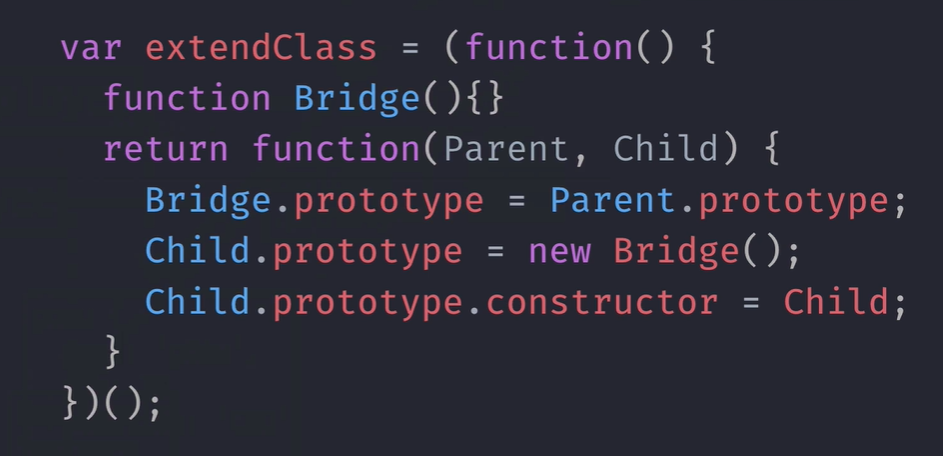 var extendClass = (function() {
  function Bridge(){}
  return function(Parent, Child) {
    Bridge.prototype = Parent.prototype;
    Child.prototype = new Bridge();
    Child.prototype.constructor = Child;
  }
})();